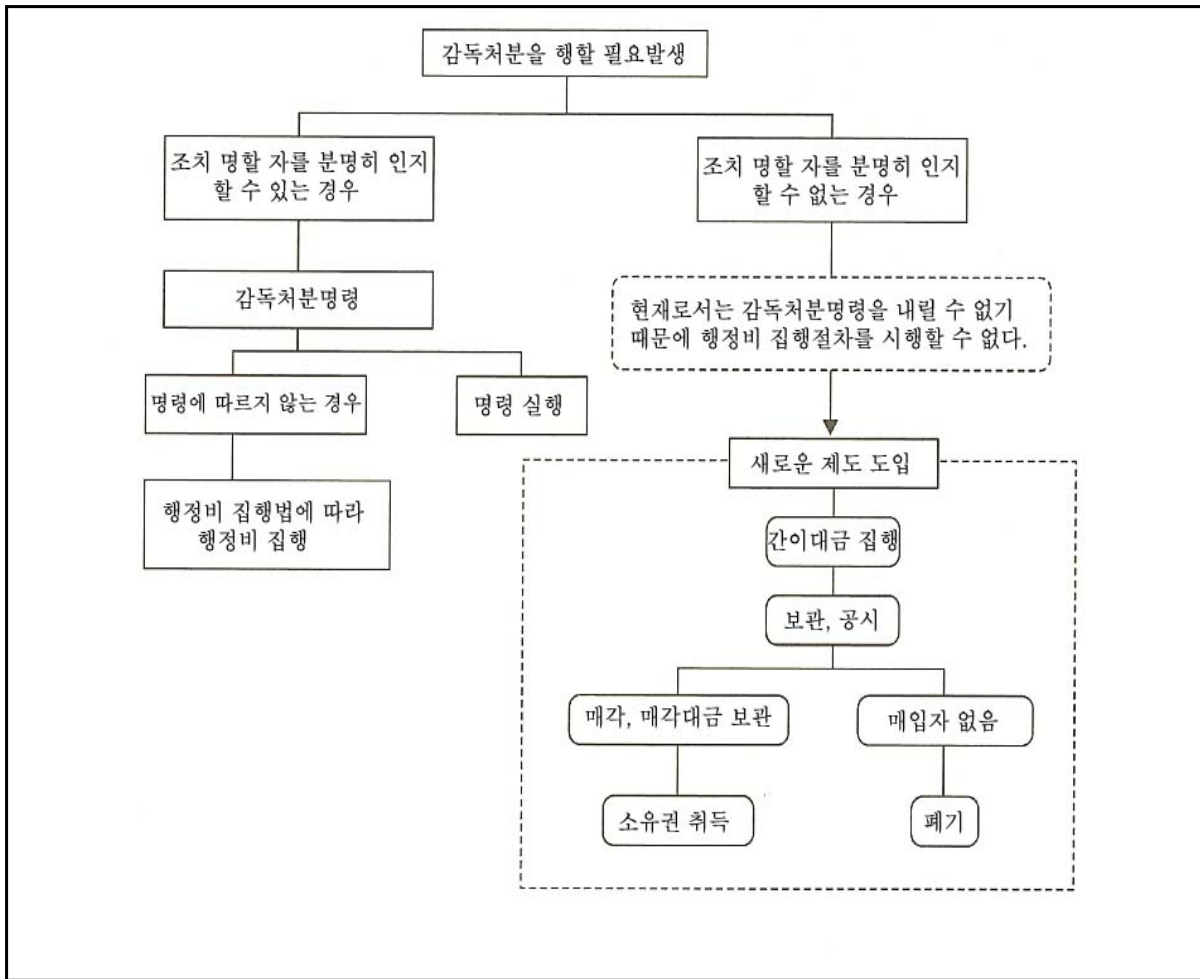 감독처분을 행할 필요발생
조치 명할 자를 분명히 인지
할 수 있는 경우
조치 명할 자를 분명히 인지
할 수 없는 경우
감독처분명령
현재로서는 감독처분명령을 내릴 수 없기
때문에 행정비 집행절차를 시행할 수 없다.
명령에 따르지 않는 경우
명령 실행
행정비 집행법에 따라
행정비 집행
새로운 제도 도입
간이대금 집행
보관, 공시
매각, 매각대금 보관
매입자 없음
소유권 취득
폐기